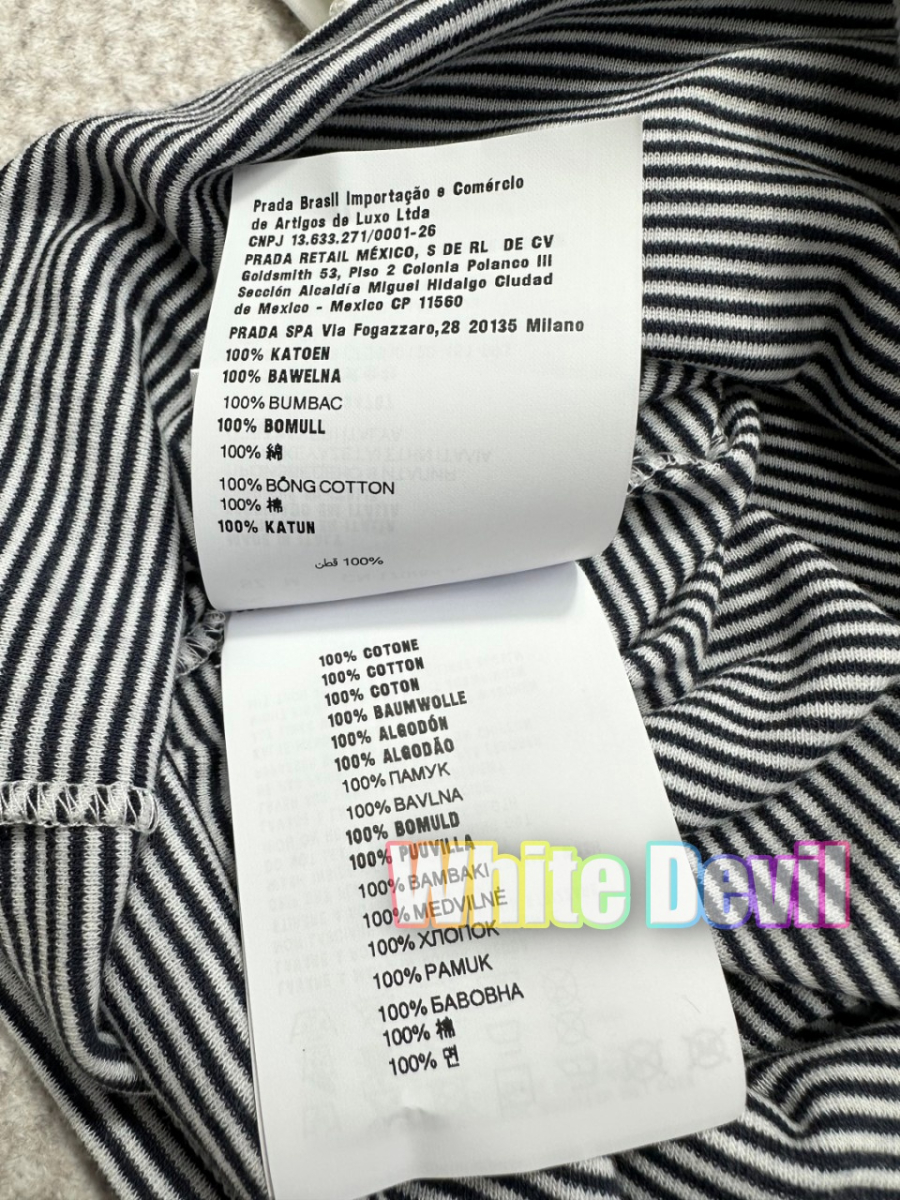 Prada Brasil Importação e Comércio
de Artigos de Luxo Ltda
CNPJ 13.633.271/0001-26
PRADA RETAIL MÉXICO, S DE RL DE CV
Goldsmith 53, Piso 2 Colonia Polanco III
Sección Alcaldía Miguel Hidalgo Ciudad
de Mexico - Mexico CP 11560
PRADA SPA Via Fogazzaro,28 20135 Milano
100% KATOEN
100% BAWELNA
100% BUMBAC
100% BOMULL
100% 綿
100% BÔNG COTTON
100% 棉
100% KATUN
100% قطن
100% COTONE
100% COTTON
100% COTON
100% BAUMWOLLE
100% ALGODÓN
100% ALGODÃO
100% ПАМУК
100% BAVLNA
100% BOMULD
100% PUUVILLA
100% BAMBAKI
100% MEDVILNĖ
100% ХЛОПОК
100% PAMUK
100% БАВОВНА
100% 棉
100% 면
White Devil